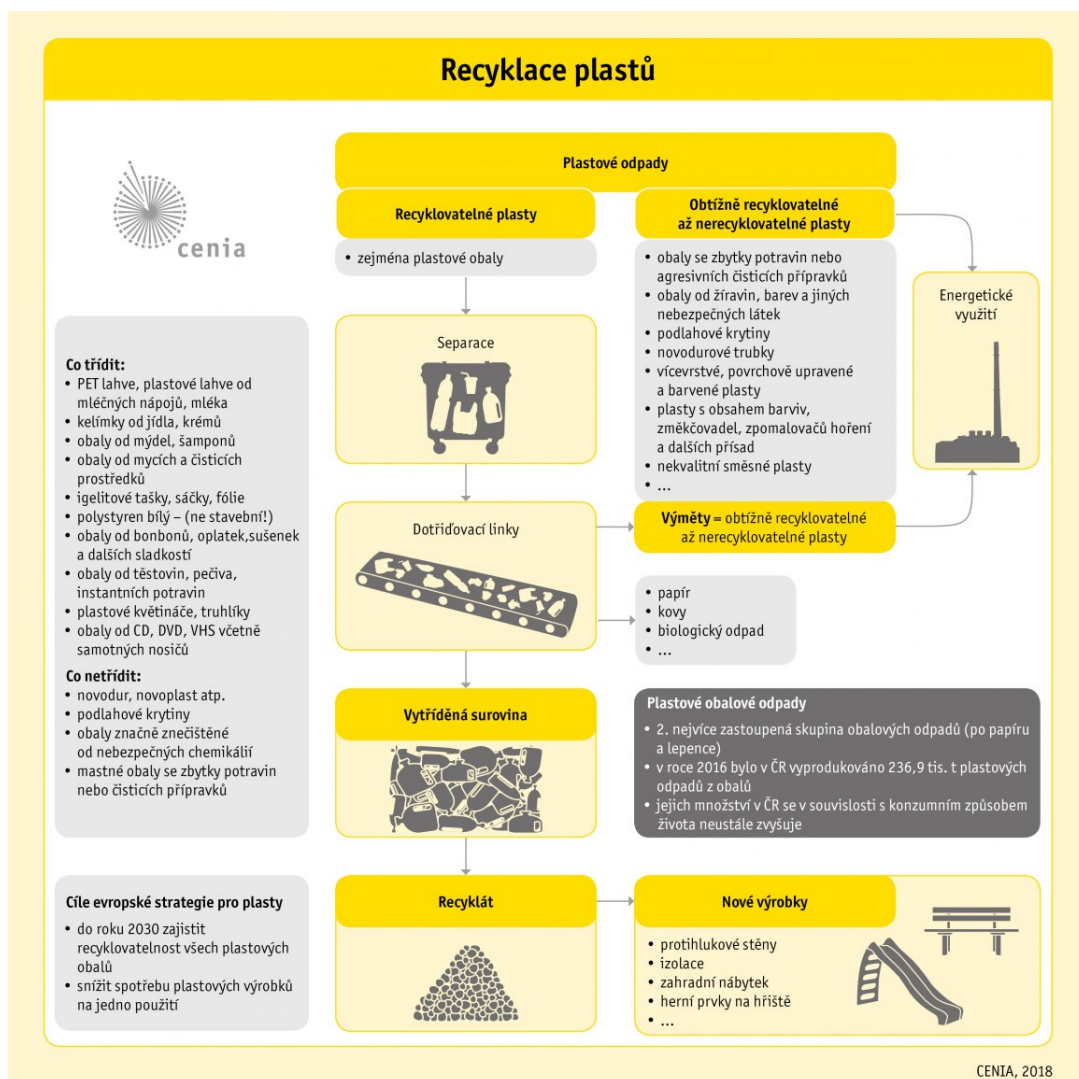 Recyklace plastů
cenia
Plastové odpady
Recyklovatelné plasty
• zejména plastové obaly
Obtížně recyklovatelné
až nerecyklovatelné plasty
• obaly se zbytky potravin nebo
agresivních čisticích přípravků
• obaly od žíravin, barev a jiných
nebezpečných látek
• podlahové krytiny
• novodurové trubky
• vícevrstvé, povrchově upravené
a barvené plasty
• plasty s obsahem barviv,
změkčovadel, zpomalovačů hoření
a dalších přísad
• nekvalitní směsné plasty
• ...
Energetické
využití
Separace
Co třídit:
• PET lahve, plastové lahve od
mléčných nápojů, mléka
• kelímky od jídla, krémů
• obaly od mýdel, šamponů
• obaly od mycích a čisticích
prostředků
• igelitové tašky, sáčky, fólie
• polystyren bílý – (ne stavební!)
• obaly od bonbonů, oplatek,sušenek
a dalších sladkostí
• obaly od těstovin, pečiva,
instantních potravin
• plastové květináče, truhlíky
• obaly od CD, DVD, VHS včetně
samotných nosičů
Co netřídit:
• novodur, novoplast atp.
• podlahové krytiny
• obaly značně znečištěné
od nebezpečných chemikálií
• mastné obaly se zbytky potravin
nebo čisticích přípravků
Dotřiďovací linky
Výměty = obtížně recyklovatelné
až nerecyklovatelné plasty
• papír
• kovy
• biologický odpad
• ...
Vytříděná surovina
Plastové obalové odpady
• 2. nejvíce zastoupená skupina obalových odpadů (po papíru
a lepence)
• v roce 2016 bylo v ČR vyprodukováno 236,9 tis. t plastových
odpadů z obalů
• jejich množství v ČR se v souvislosti s konzumním způsobem
života neustále zvyšuje
Cíle evropské strategie pro plasty
• do roku 2030 zajistit
recyklovatelnost všech plastových
obalů
• snížit spotřebu plastových výrobků
na jedno použití
Recyklát
Nové výrobky
• protihlukové stěny
• izolace
• zahradní nábytek
• herní prvky na hřiště
• ...
CENIA, 2018